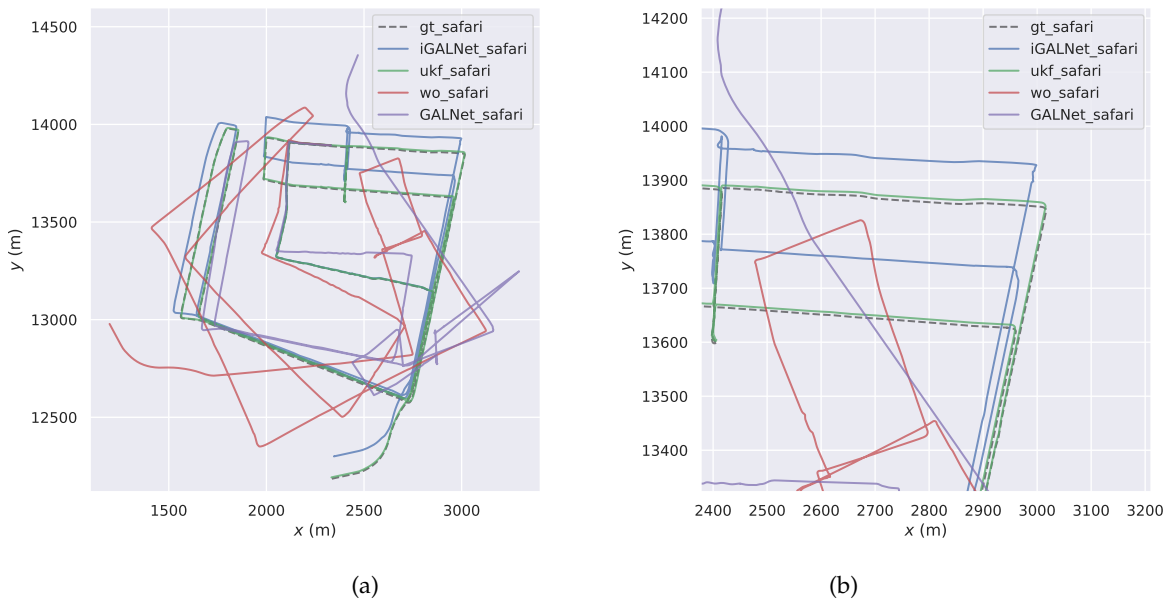 14500
14000
13500
13000
12500
y (m)
1500 2000 2500 3000
x (m)
gt_safari
iGALNet_safari
ukf_safari
wo_safari
GALNet_safari
(a)
14200
14100
14000
13900
13800
13700
13600
13500
13400
y (m)
2400 2500 2600 2700 2800 2900 3000 3100 3200
x (m)
gt_safari
iGALNet_safari
ukf_safari
wo_safari
GALNet_safari
(b)